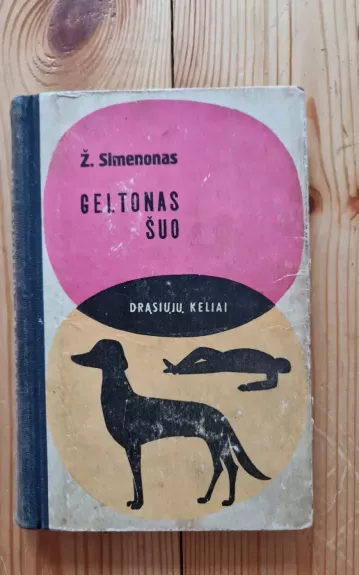 Ž. Simenonas
GELTONAS
ŠUO
DRĄSIŲJŲ KELIAI